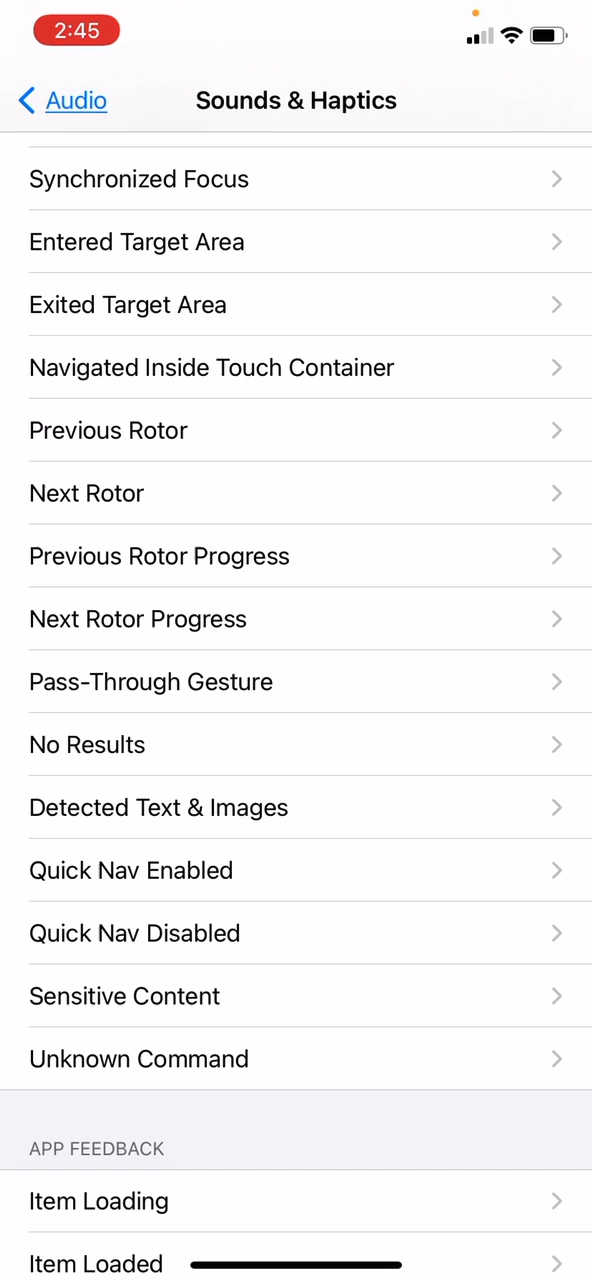 2:45
Audio
Sounds & Haptics
Synchronized Focus
Entered Target Area
Exited Target Area
Navigated Inside Touch Container
Previous Rotor
Next Rotor
Previous Rotor Progress
Next Rotor Progress
Pass-Through Gesture
No Results
Detected Text & Images
Quick Nav Enabled
Quick Nav Disabled
Sensitive Content
Unknown Command
APP FEEDBACK
Item Loading
Item Loaded